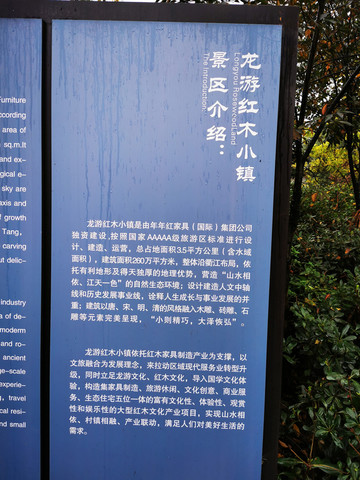 urniture
ccording
area of
sq.m.It
and ex-
gical e-
sky are
axis and
of growth
Tang,
carving
ut delic-
industry
a of de-
modern
and ro-
ancient
ge-scale
experie-
g, travel
cal resi-
nd small
龙游红木小镇
Longyou RosewoodLand
景区介绍：
The Introduction
龙游红木小镇是由年年红家具（国际）集团公司
独资建设，按照国家AAAAA级旅游区标准进行设
计、建造、运营，总占地面积3.5平方公里（含水域
面积），建筑面积260万平方米，整体沿衢江布局，依
托有利地形及得天独厚的地理优势，营造“山水相
依、江天一色”的自然生态环境；设计建造人文中轴
线和历史发展事业线，诠释人生成长与事业发展的并
重；建筑以唐、宋、明、清的风格融入木雕、砖雕、石
雕等元素完美呈现，“小则精巧，大泽恢弘”。
龙游红木小镇依托红木家具制造产业为支撑，以
文旅融合为发展理念，来拉动区域现代服务业转型升
级，同时立足龙游文化、红木文化，导入国学文化体
验，构造集家具制造、旅游休闲、文化创意、商业服
务、生态住宅五位一体的富有文化性、体验性、观赏
性和娱乐性的大型红木文化产业项目，实现山水相
依、村镇相融、产业联动，满足人们对美好生活的
需求。